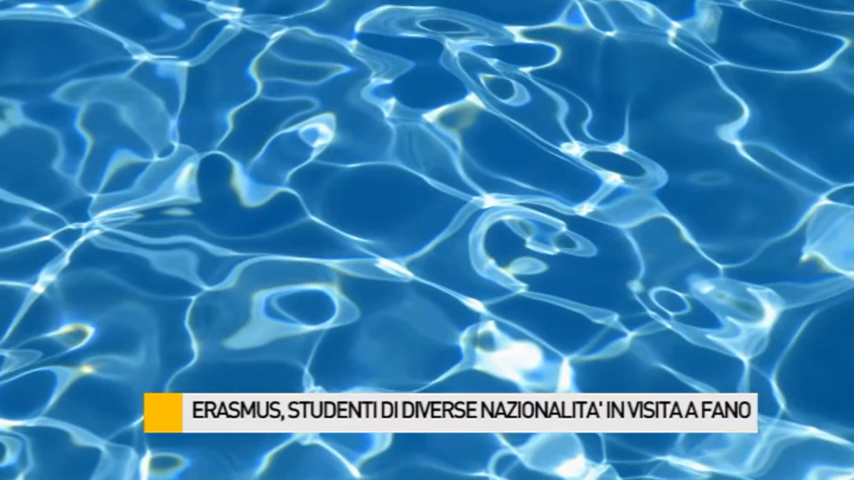 ERASMUS, STUDENTI DI DIVERSE NAZIONALITA' IN VISITA A FANO